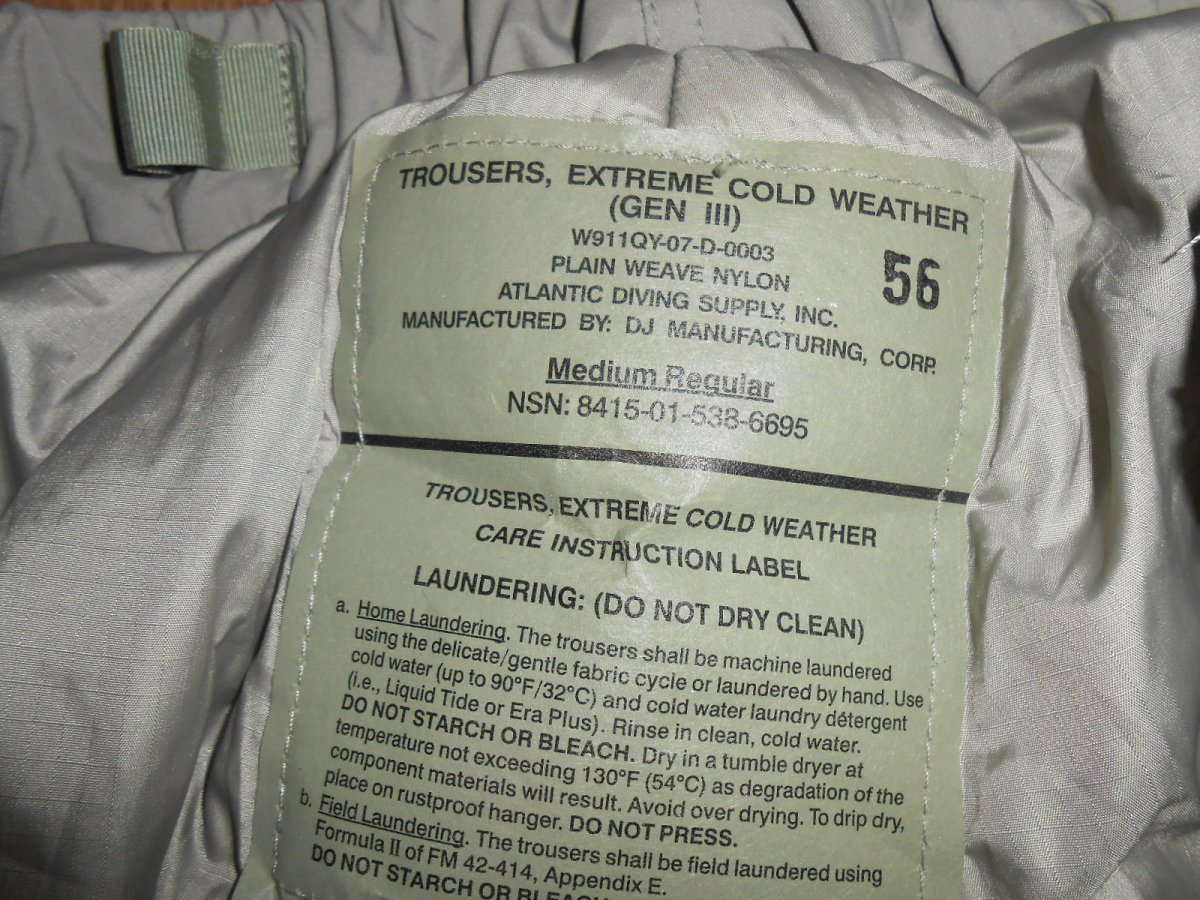 TROUSERS, EXTREME COLD WEATHER
(GEN III)
W911QY-07-D-0003
56
PLAIN WEAVE NYLON
ATLANTIC DIVING SUPPLY, INC.
MANUFACTURED BY: DJ MANUFACTURING, CORP.
Medium Regular
NSN: 8415-01-538-6695
TROUSERS, EXTREME COLD WEATHER
CARE INSTRUCTION LABEL
LAUNDERING: (DO NOT DRY CLEAN)
a. Home Laundering. The trousers shall be machine laundered
using the delicate/gentle fabric cycle or laundered by hand. Use
cold water (up to 90°F/32°C) and cold water laundry detergent
(i.e., Liquid Tide or Era Plus). Rinse in clean, cold water.
DO NOT STARCH OR BLEACH. Dry in a tumble dryer at
temperature not exceeding 130°F (54°C) as degradation of the
component materials will result. Avoid over drying. To drip dry,
place on rustproof hanger. DO NOT PRESS.
b. Field Laundering. The trousers shall be field laundered using
Formula II of FM 42-414, Appendix E.
DO NOT STARCH OR BLEACH